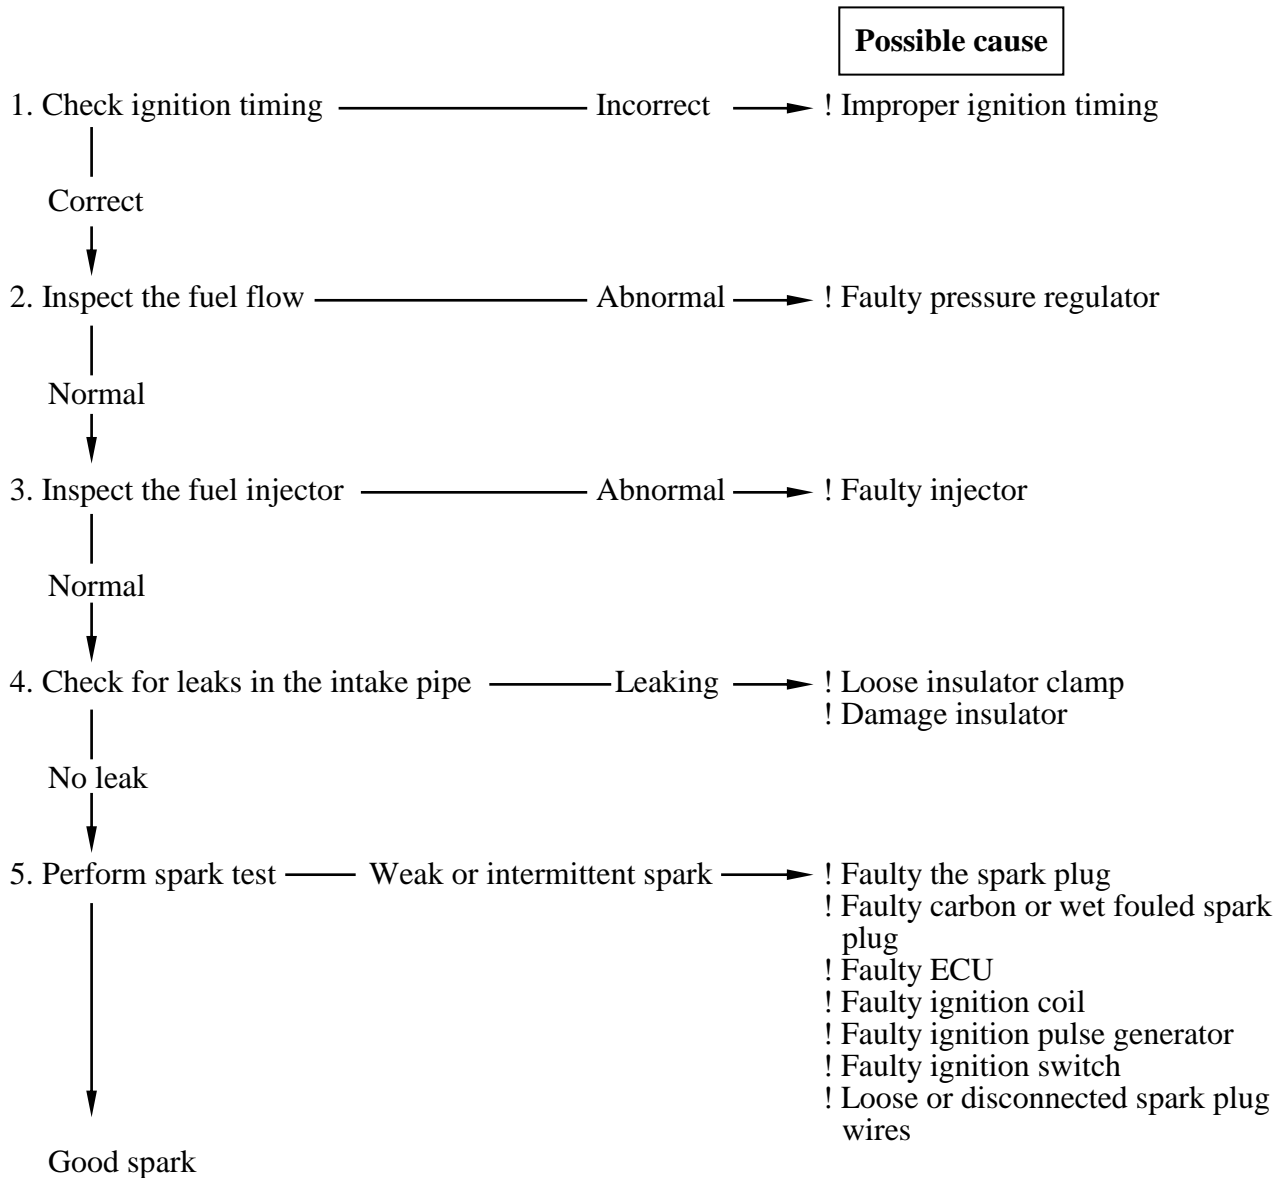 Possible cause
1. Check ignition timing Incorrect ! Improper ignition timing
Correct
2. Inspect the fuel flow Abnormal ! Faulty pressure regulator
Normal
3. Inspect the fuel injector Abnormal ! Faulty injector
Normal
4. Check for leaks in the intake pipe Leaking ! Loose insulator clamp
! Damage insulator
No leak
5. Perform spark test Weak or intermittent spark ! Faulty the spark plug
! Faulty carbon or wet fouled spark
plug
! Faulty ECU
! Faulty ignition coil
! Faulty ignition pulse generator
! Faulty ignition switch
! Loose or disconnected spark plug
wires
Good spark